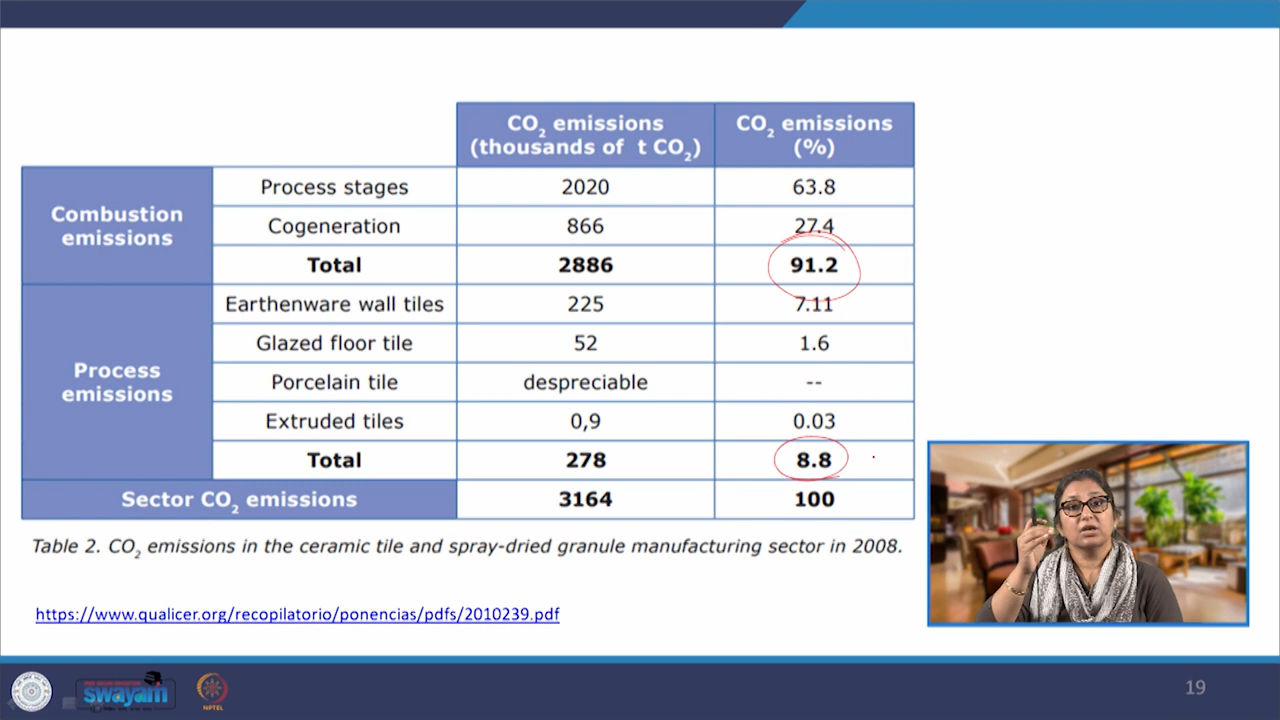 CO2 emissions (thousands of t CO2)
CO2 emissions (%)
Combustion emissions
Process stages 2020 63.8
Cogeneration 866 27.4
Total 2886 91.2
Process emissions
Earthenware wall tiles 225 7.11
Glazed floor tile 52 1.6
Porcelain tile despreciable --
Extruded tiles 0,9 0.03
Total 278 8.8
Sector CO2 emissions 3164 100
Table 2. CO2 emissions in the ceramic tile and spray-dried granule manufacturing sector in 2008.
https://www.qualicer.org/recopilatorio/ponencias/pdfs/2010239.pdf
swayam
NPTEL
19